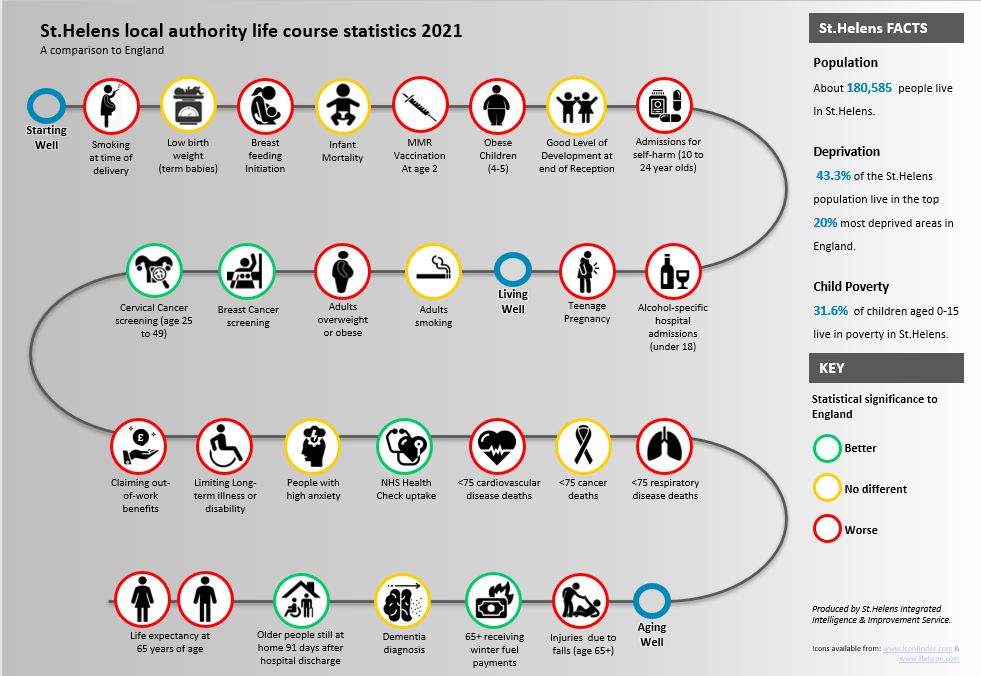 St.Helens local authority life course statistics 2021
A comparison to England
Starting
Well
Smoking
at time of
delivery
Low birth
weight
(term babies)
Breast
feeding
Initiation
Infant
Mortality
MMR
Vaccination
At age 2
Obese
Children
(4-5)
Good Level of
Development at
end of Reception
Admissions for
self-harm (10 to
24 year olds)
Cervical Cancer
screening (age 25
to 49)
Breast Cancer
screening
Adults
overweight
or obese
Adults
smoking
Living
Well
Teenage
Pregnancy
Alcohol-specific
hospital
admissions
(under 18)
£
Claiming out-
of-work
benefits
Limiting Long-
term illness or
disability
People with
high anxiety
NHS Health
Check uptake
<75 cardiovascular
disease deaths
<75 cancer
deaths
<75 respiratory
disease deaths
Life expectancy at
65 years of age
Older people still at
home 91 days after
hospital discharge
Dementia
diagnosis
65+ receiving
winter fuel
payments
Injuries due to
falls (age 65+)
Aging
Well
St.Helens FACTS
Population
About 180,585 people live
in St.Helens.
Deprivation
43.3% of the St.Helens
population live in the top
20% most deprived areas in
England.
Child Poverty
31.6% of children aged 0-15
live in poverty in St.Helens.
KEY
Statistical significance to
England
Better
No different
Worse
Produced by St.Helens Integrated
Intelligence & Improvement Service.
Icons available from: www.iconfinder.com &
www.flaticon.com